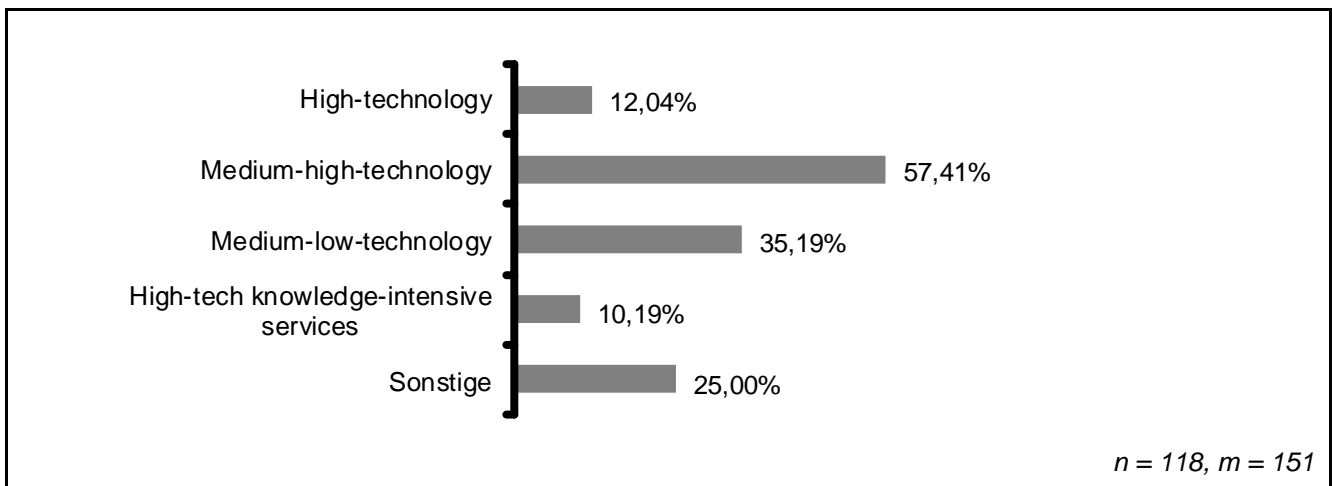 High-technology 12,04%
Medium-high-technology 57,41%
Medium-low-technology 35,19%
High-tech knowledge-intensive
services 10,19%
Sonstige 25,00%
n = 118, m = 151